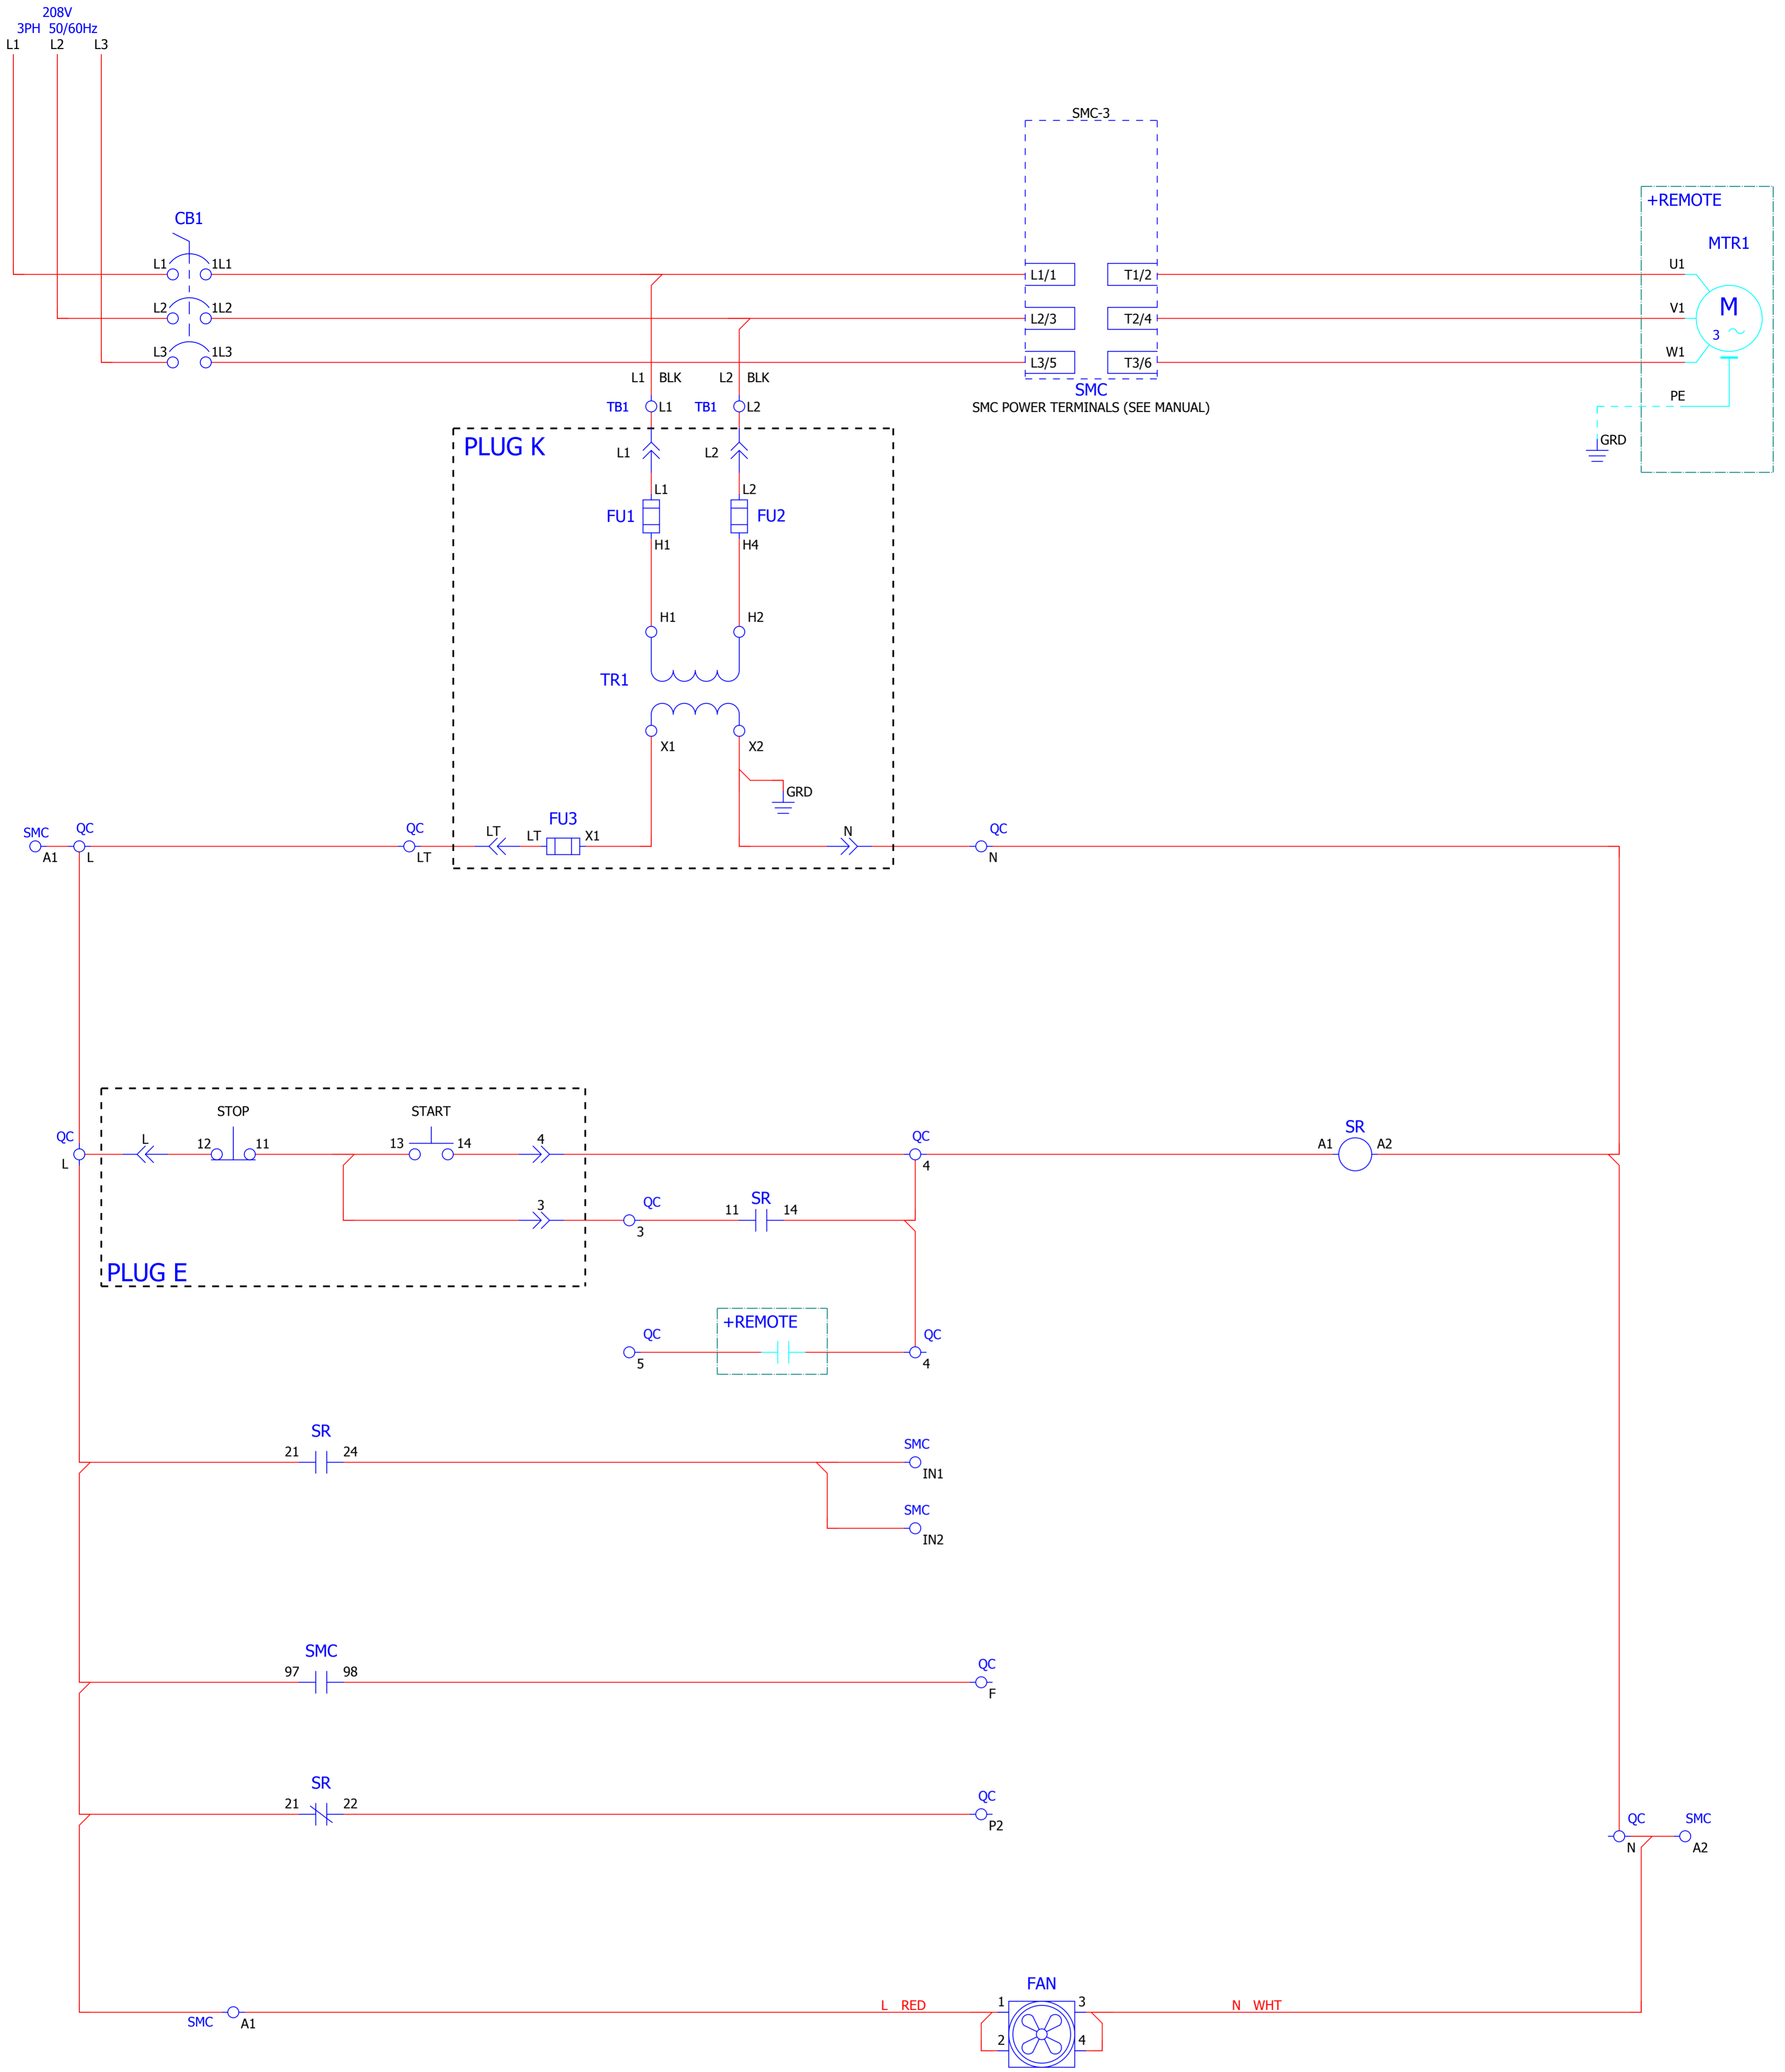 208V
3PH 50/60Hz
L1 L2 L3
SMC-3
+REMOTE
CB1
MTR1
L1 1L1 L1/1 T1/2 U1
L2 1L2 L2/3 T2/4 V1
M
3
L3 1L3 L3/5 T3/6 W1
L1 BLK L2 BLK
SMC
PE
TB1 L1 TB1 L2
SMC POWER TERMINALS (SEE MANUAL)
GRD
PLUG K
L1 L2
L1 L2
FU1 FU2
H1 H4
H1 H2
TR1
X1 X2
GRD
FU3
SMC QC QC LT LT X1 N QC
A1 L LT N
STOP START
QC L 12 11 13 14 4 QC A1 SR A2
L 4
3 QC 11 SR 14
3
PLUG E
+REMOTE
QC QC
5 4
SR
21 24
SMC
IN1
SMC
IN2
SMC
97 98
QC
F
SR
21 22
QC
P2
QC SMC
N A2
FAN
L RED 1 3 N WHT
SMC A1
2 4